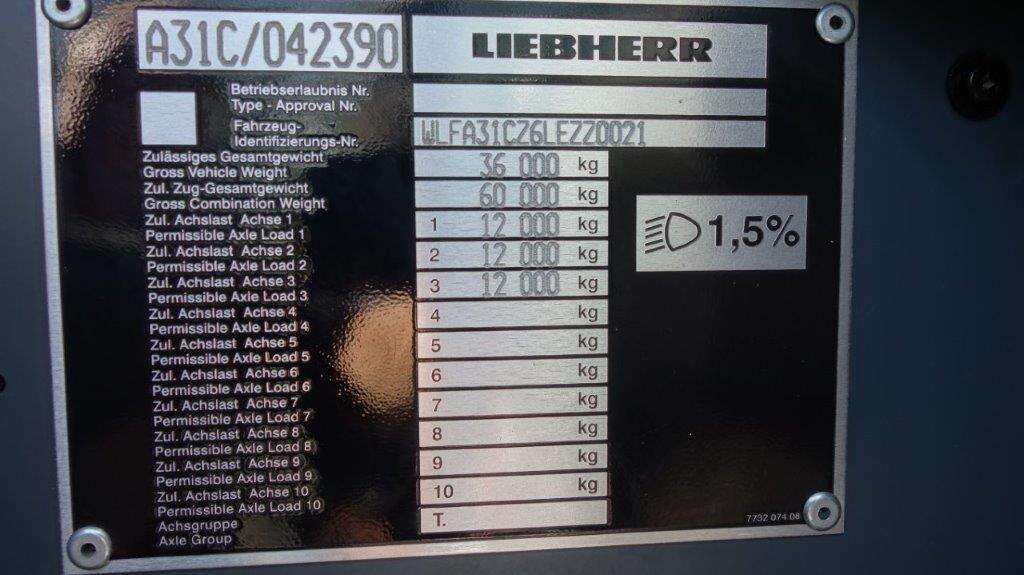 A31C/042390
LIEBHERR
Betriebserlaubnis Nr.
Type - Approval Nr.
Fahrzeug-
Identifizierungs-Nr. WLFA31CZ6LEZZ0021
Zulässiges Gesamtgewicht
Gross Vehicle Weight 36 000 kg
Zul. Zug-Gesamtgewicht
Gross Combination Weight 60 000 kg
Zul. Achslast Achse 1
Permissible Axle Load 1 1 12 000 kg
Zul. Achslast Achse 2
Permissible Axle Load 2 2 12 000 kg
Zul. Achslast Achse 3
Permissible Axle Load 3 3 12 000 kg
Zul. Achslast Achse 4
Permissible Axle Load 4 4 kg
Zul. Achslast Achse 5
Permissible Axle Load 5 5 kg
Zul. Achslast Achse 6
Permissible Axle Load 6 6 kg
Zul. Achslast Achse 7
Permissible Axle Load 7 7 kg
Zul. Achslast Achse 8
Permissible Axle Load 8 8 kg
Zul. Achslast Achse 9
Permissible Axle Load 9 9 kg
Zul. Achslast Achse 10
Permissible Axle Load 10 10 kg
Achsgruppe
Axle Group T.
1,5%
7732 074 08